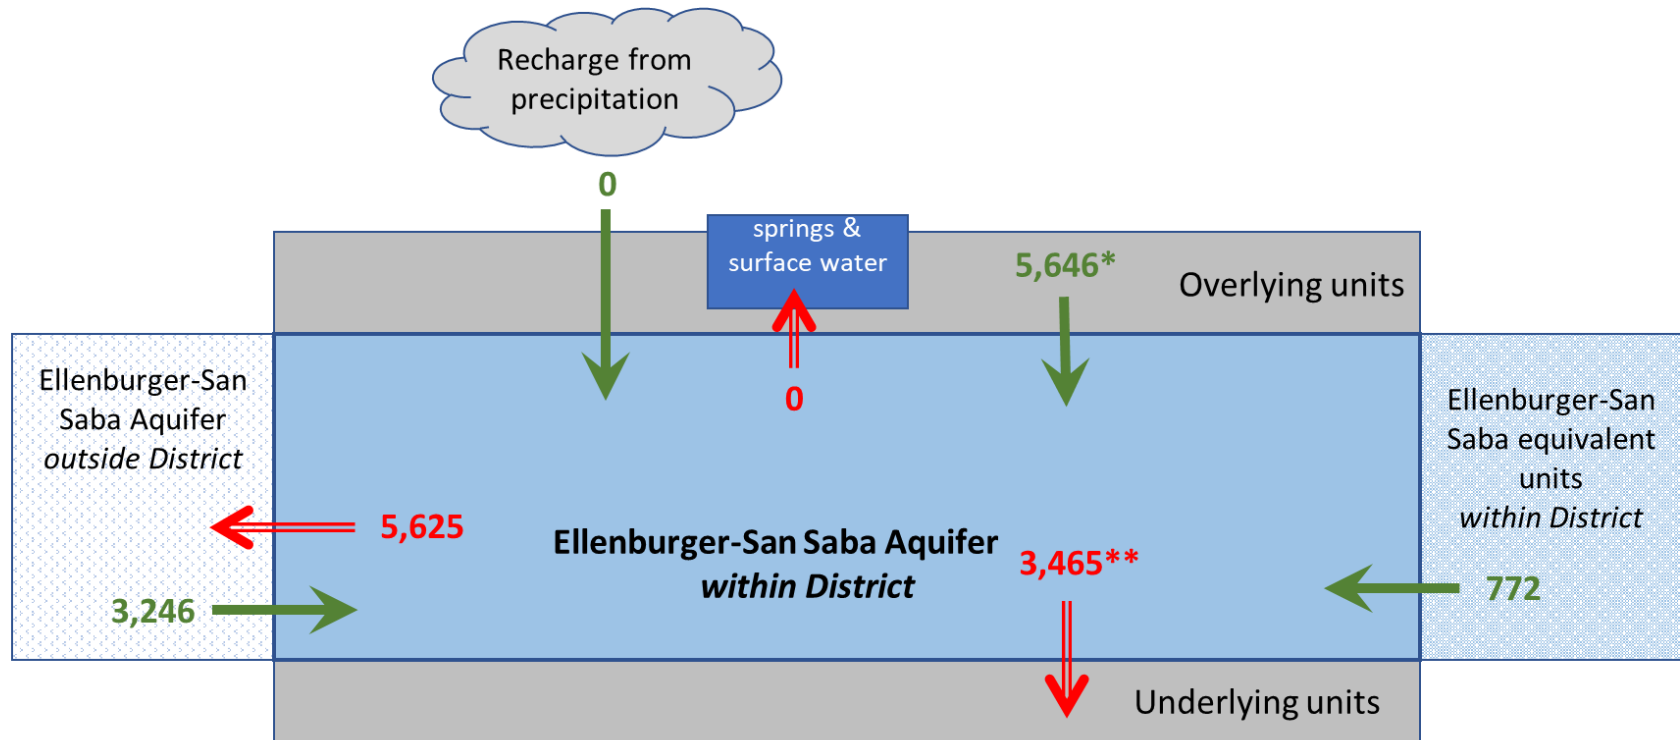 Recharge from
precipitation
0
springs &
surface water
5,646*
Overlying units
Ellenburger-San
Saba Aquifer
outside District
0
Ellenburger-San
Saba equivalent
units
within District
5,625
Ellenburger-San Saba Aquifer
within District
3,465**
3,246
772
Underlying units